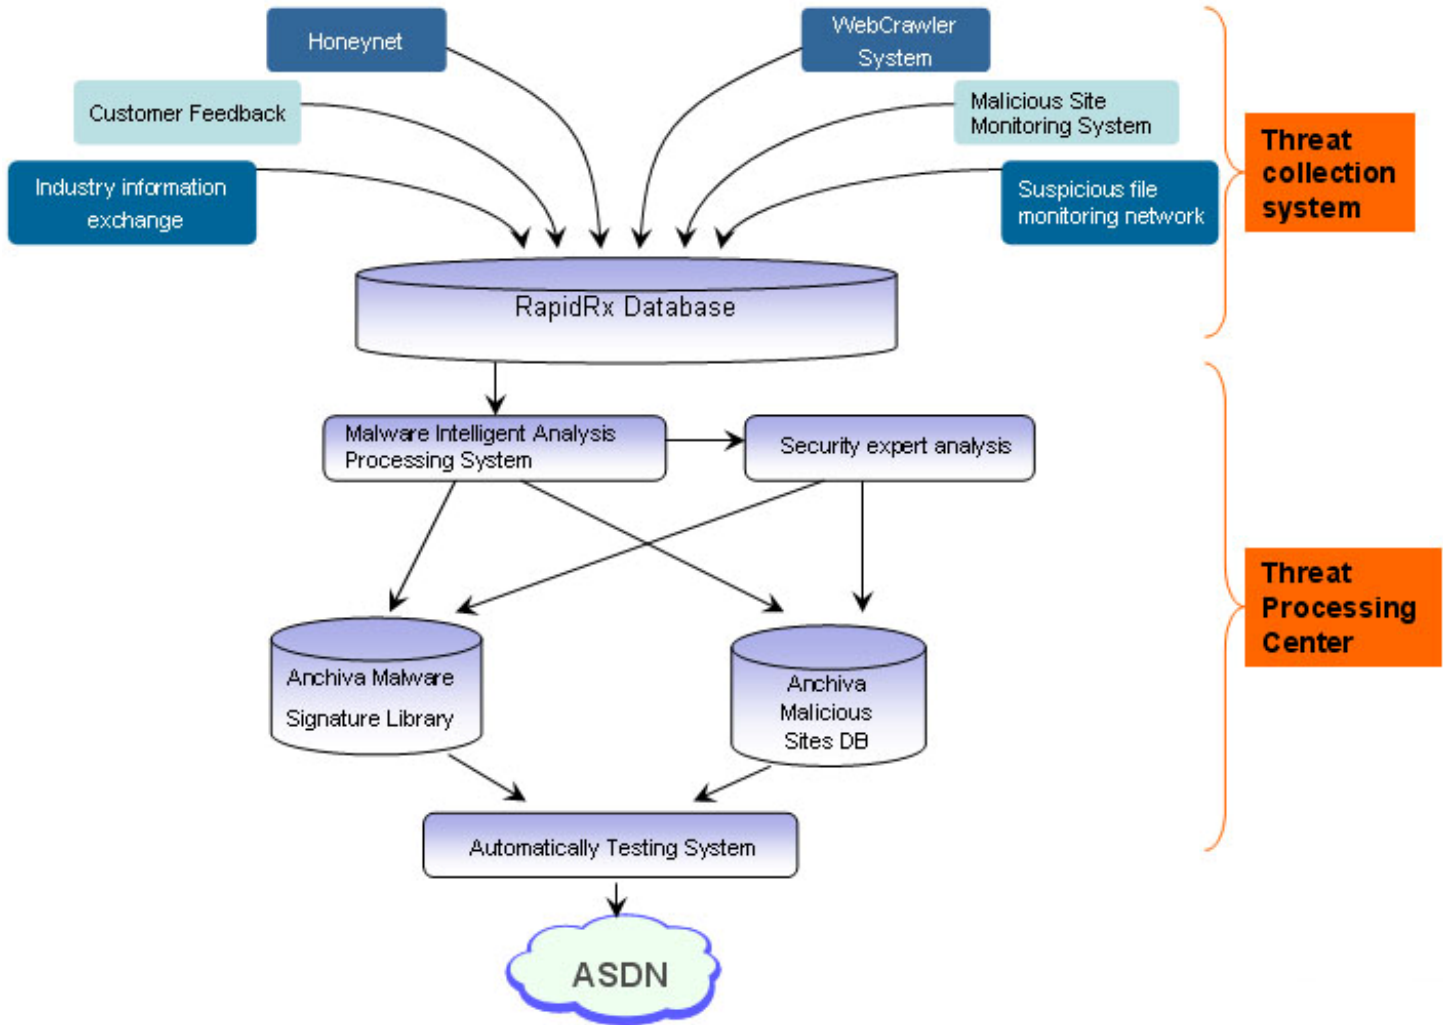 Honeynet
WebCrawler
System
Customer Feedback
Malicious Site
Monitoring System
Industry information
exchange
Suspicious file
monitoring network
Threat
collection
system
RapidRx Database
Malware Intelligent Analysis
Processing System
Security expert analysis
Threat
Processing
Center
Anchiva Malware
Signature Library
Anchiva
Malicious
Sites DB
Automatically Testing System
ASDN